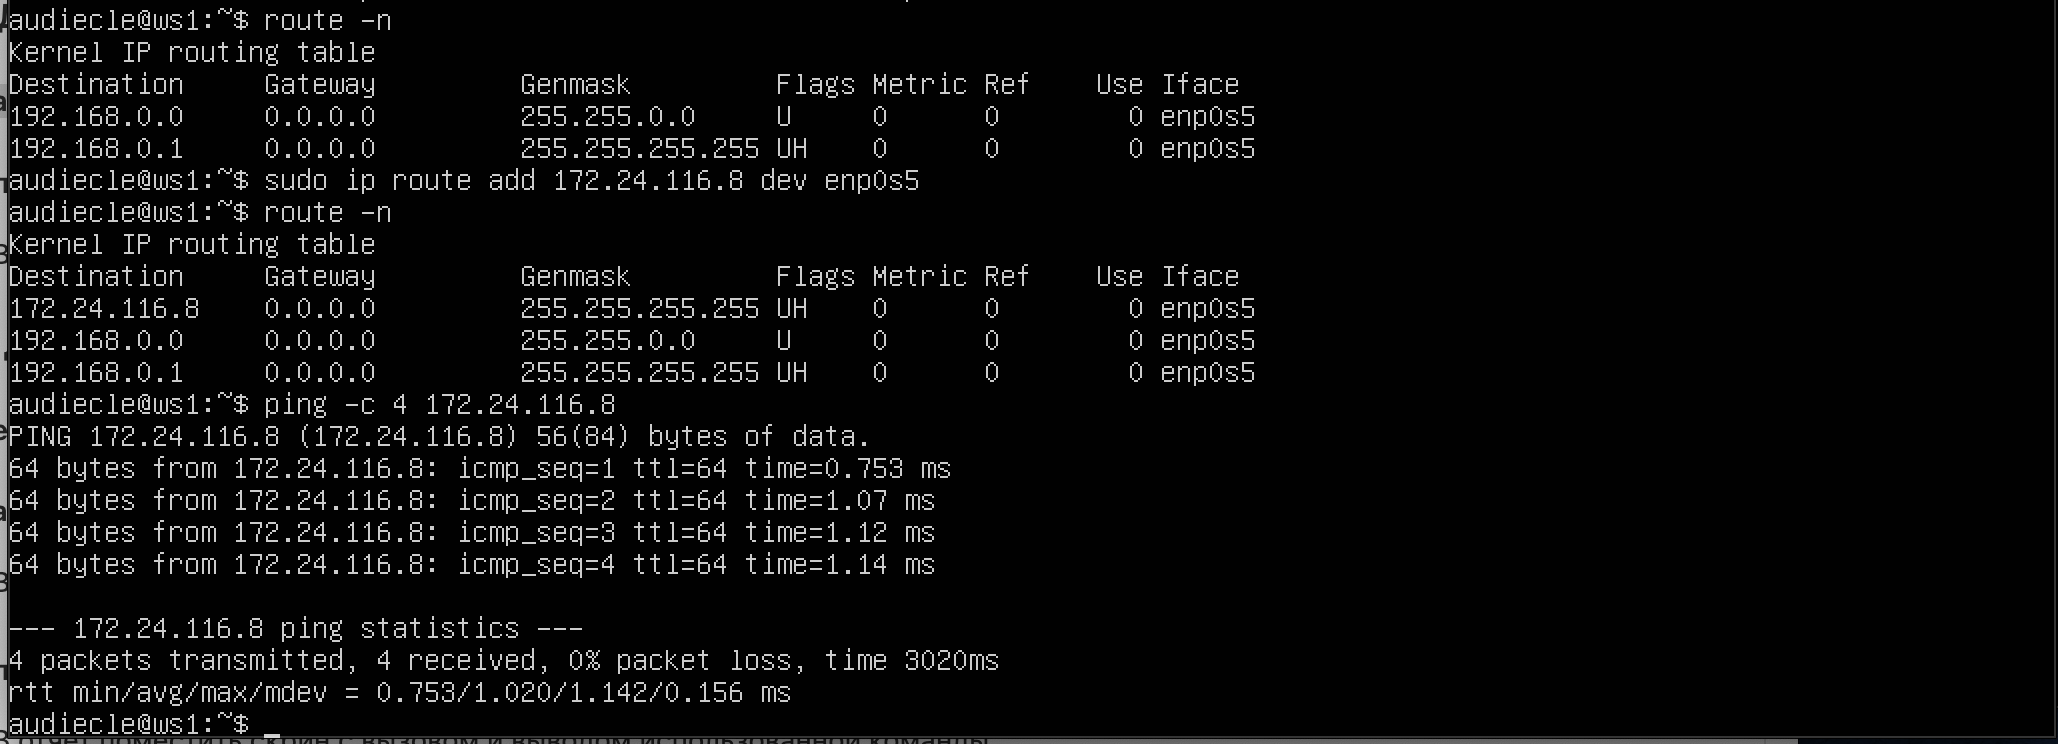 audiecle@ws1:~$ route -n
Kernel IP routing table
Destination     Gateway         Genmask         Flags Metric Ref    Use Iface
192.168.0.0     0.0.0.0         255.255.0.0     U     0      0        0 enp0s5
192.168.0.1     0.0.0.0         255.255.255.255 UH    0      0        0 enp0s5
audiecle@ws1:~$ sudo ip route add 172.24.116.8 dev enp0s5
audiecle@ws1:~$ route -n
Kernel IP routing table
Destination     Gateway         Genmask         Flags Metric Ref    Use Iface
172.24.116.8    0.0.0.0         255.255.255.255 UH    0      0        0 enp0s5
192.168.0.0     0.0.0.0         255.255.0.0     U     0      0        0 enp0s5
192.168.0.1     0.0.0.0         255.255.255.255 UH    0      0        0 enp0s5
audiecle@ws1:~$ ping -c 4 172.24.116.8
PING 172.24.116.8 (172.24.116.8) 56(84) bytes of data.
64 bytes from 172.24.116.8: icmp_seq=1 ttl=64 time=0.753 ms
64 bytes from 172.24.116.8: icmp_seq=2 ttl=64 time=1.07 ms
64 bytes from 172.24.116.8: icmp_seq=3 ttl=64 time=1.12 ms
64 bytes from 172.24.116.8: icmp_seq=4 ttl=64 time=1.14 ms
--- 172.24.116.8 ping statistics ---
4 packets transmitted, 4 received, 0% packet loss, time 3020ms
rtt min/avg/max/mdev = 0.753/1.020/1.142/0.156 ms
audiecle@ws1:~$